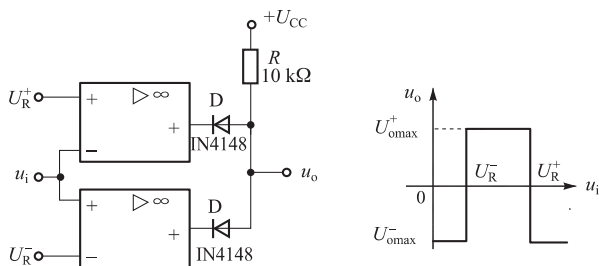 +U_CC
R
10 kΩ
U_R^+
+
▷ ∞
+
D
IN4148
−
u_i
u_o
+
▷ ∞
+
D
IN4148
−
U_R^-
u_o
U_omax^+
U_R^-
U_R^+
0
u_i
U_omax^-